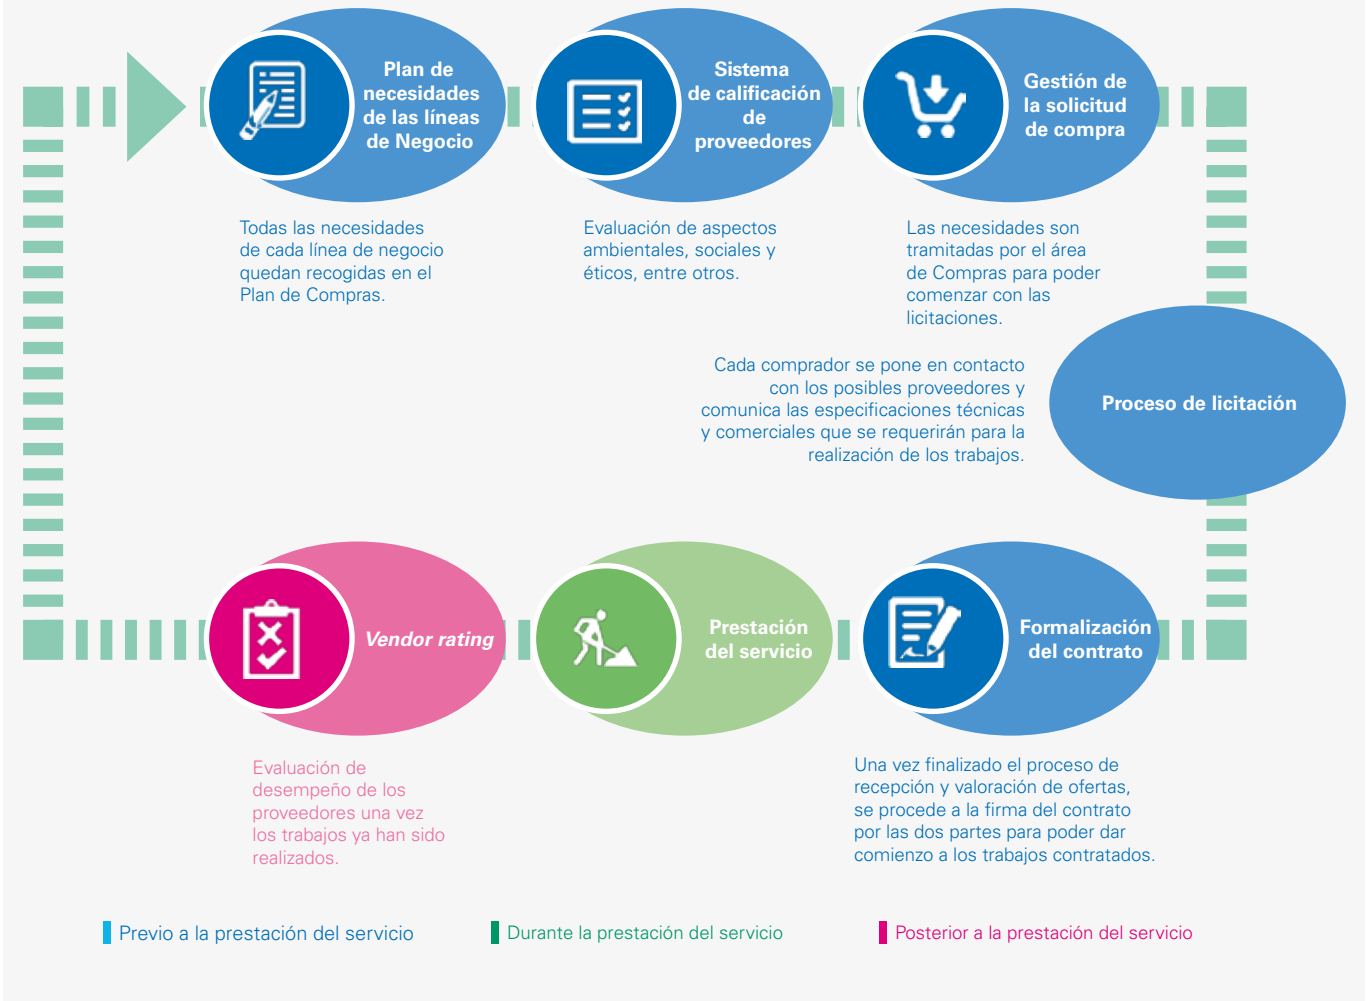 Plan de
necesidades
de las líneas
de Negocio
Todas las necesidades
de cada línea de negocio
quedan recogidas en el
Plan de Compras.
Sistema
de calificación
de
proveedores
Evaluación de aspectos
ambientales, sociales y
éticos, entre otros.
Gestión de
la solicitud
de compra
Las necesidades son
tramitadas por el área
de Compras para poder
comenzar con las
licitaciones.
Proceso de licitación
Cada comprador se pone en contacto
con los posibles proveedores y
comunica las especificaciones técnicas
y comerciales que se requerirán para la
realización de los trabajos.
Formalización
del contrato
Una vez finalizado el proceso de
recepción y valoración de ofertas,
se procede a la firma del contrato
por las dos partes para poder dar
comienzo a los trabajos contratados.
Prestación
del servicio
Vendor rating
Evaluación de
desempeño de los
proveedores una vez
los trabajos ya han sido
realizados.
Previo a la prestación del servicio
Durante la prestación del servicio
Posterior a la prestación del servicio